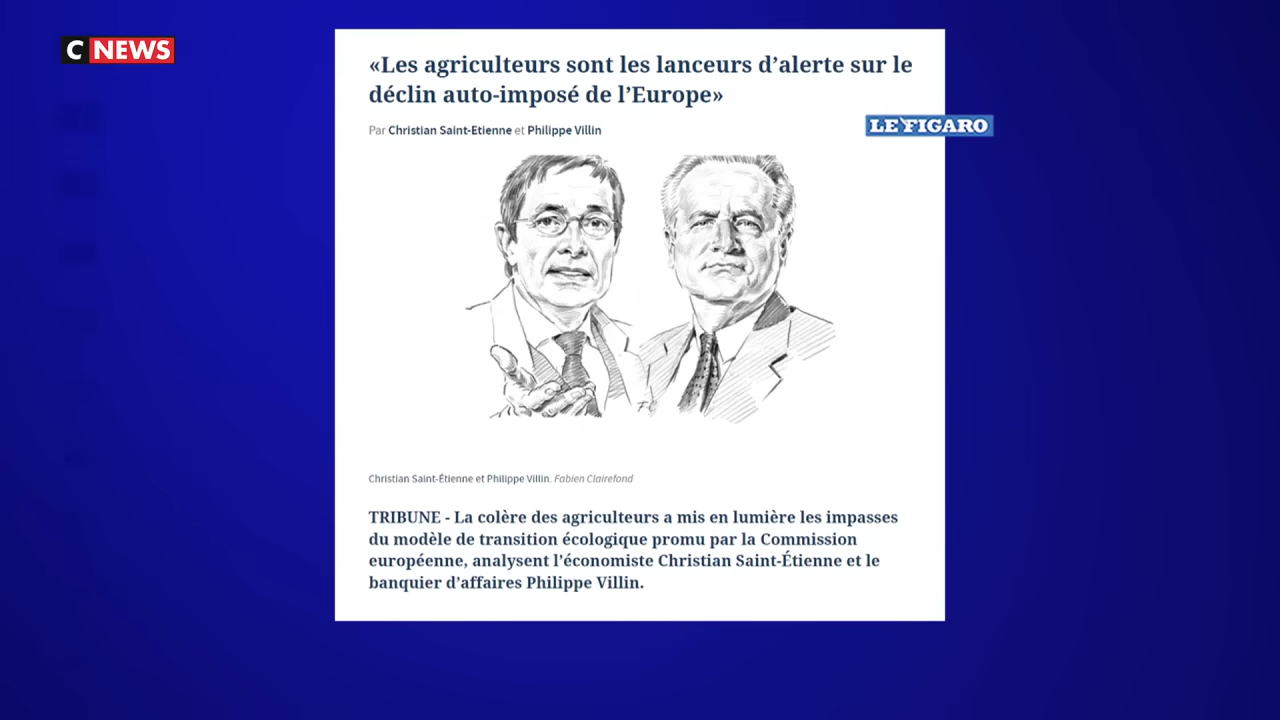 C NEWS
«Les agriculteurs sont les lanceurs d’alerte sur le
déclin auto-imposé de l’Europe»
Par Christian Saint-Etienne et Philippe Villin
LE FIGARO
Christian Saint-Étienne et Philippe Villin. Fabien Clairefond
TRIBUNE - La colère des agriculteurs a mis en lumière les impasses
du modèle de transition écologique promu par la Commission
européenne, analysent l’économiste Christian Saint-Étienne et le
banquier d’affaires Philippe Villin.